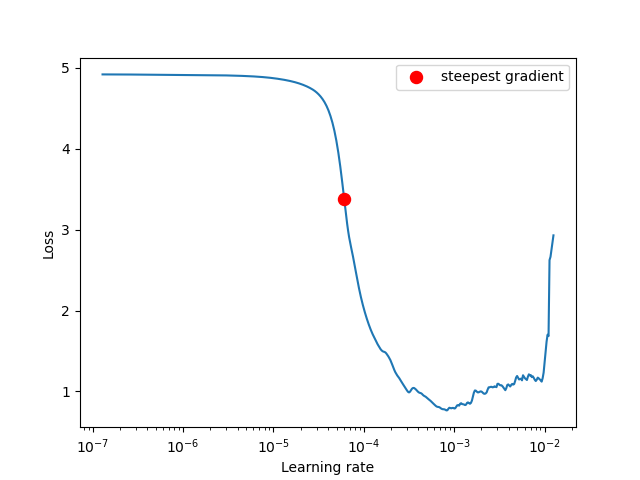 steepest gradient
5
4
3
2
1
Loss
10⁻⁷ 10⁻⁶ 10⁻⁵ 10⁻⁴ 10⁻³ 10⁻²
Learning rate